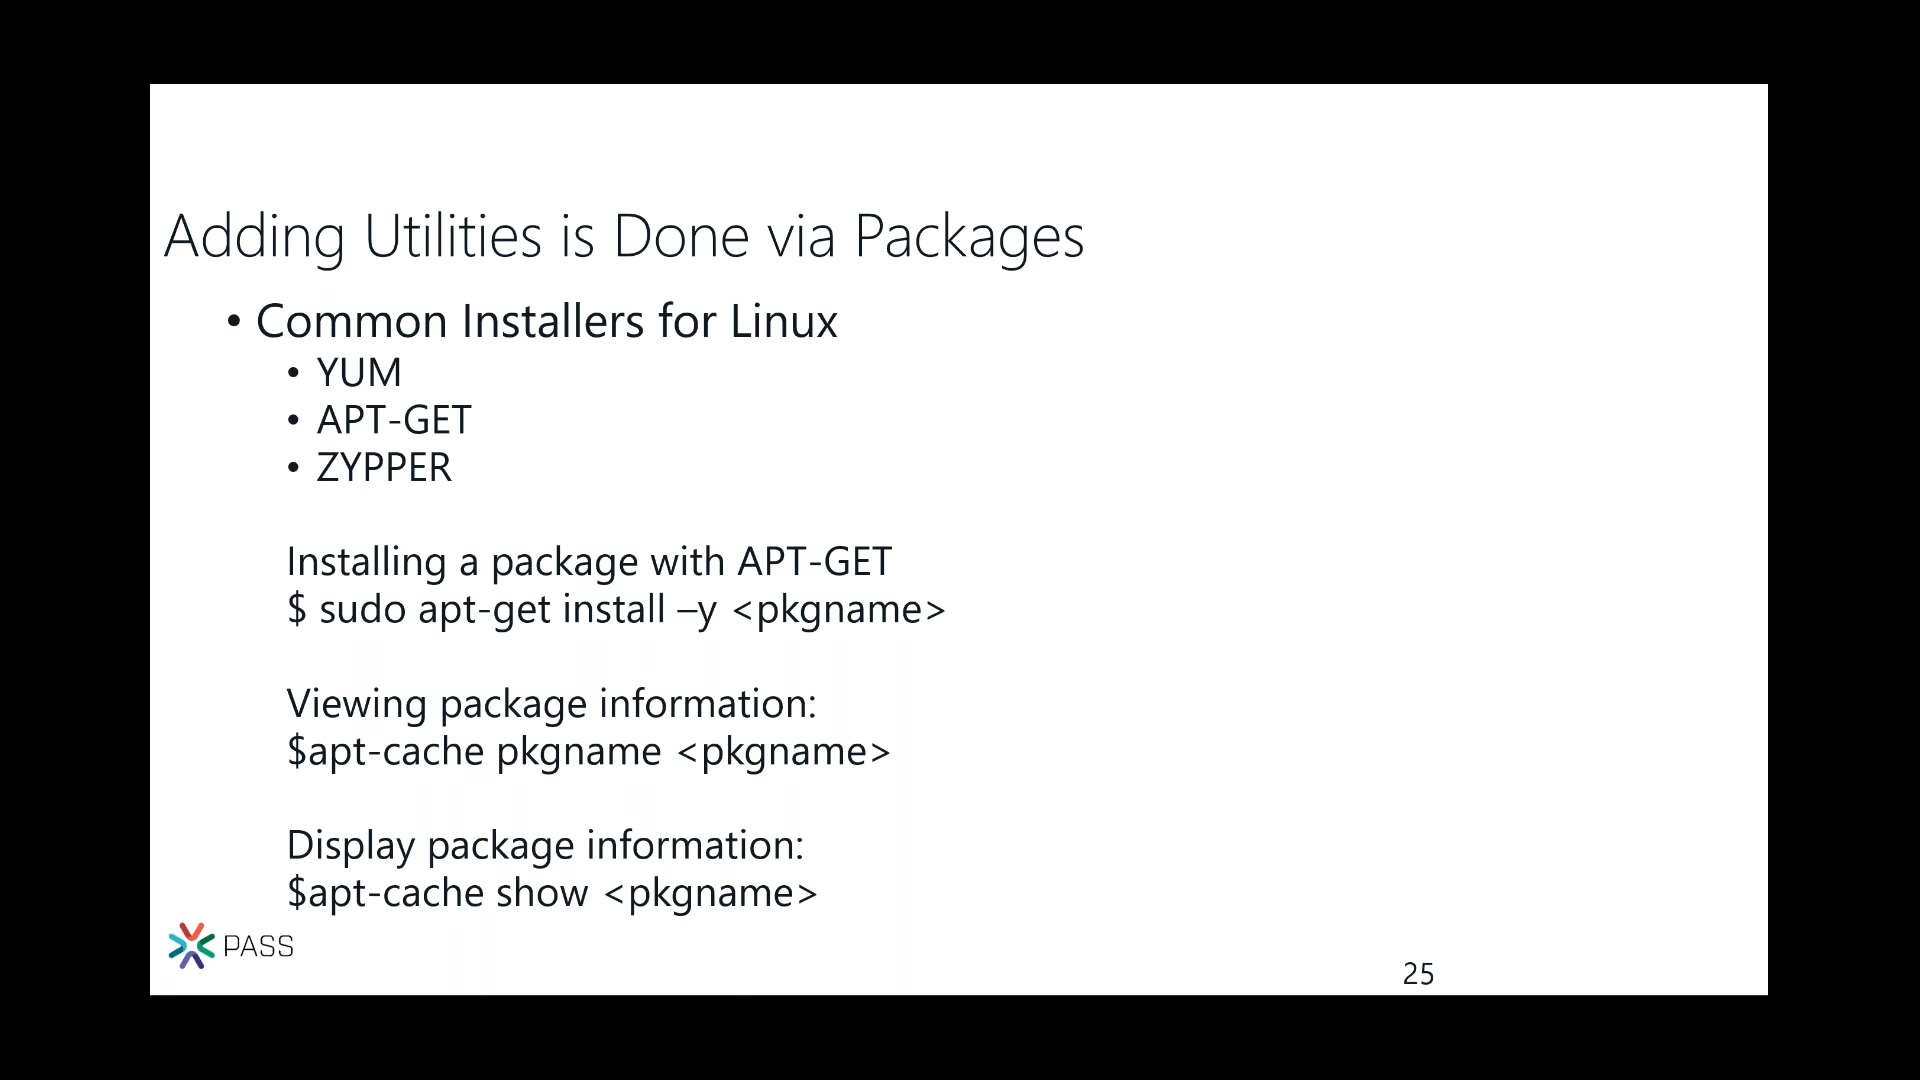 Adding Utilities is Done via Packages
• Common Installers for Linux
• YUM
• APT-GET
• ZYPPER
Installing a package with APT-GET
$ sudo apt-get install –y <pkgname>
Viewing package information:
$apt-cache pkgname <pkgname>
Display package information:
$apt-cache show <pkgname>
PASS
25